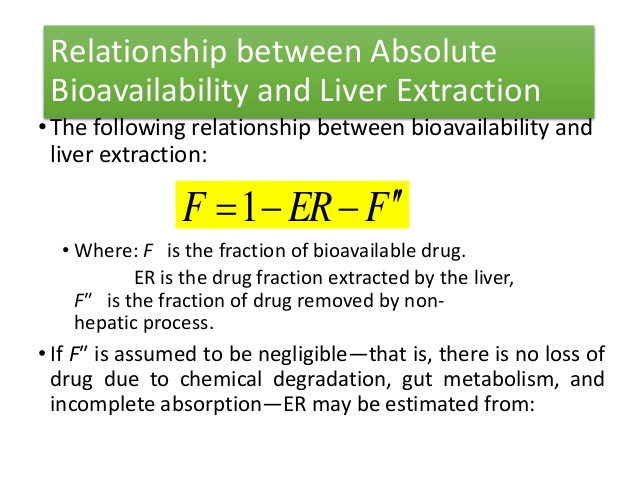 Relationship between Absolute
Bioavailability and Liver Extraction
• The following relationship between bioavailability and
liver extraction:
F = 1 − ER − F″
• Where: F is the fraction of bioavailable drug.
ER is the drug fraction extracted by the liver,
F″ is the fraction of drug removed by non-
hepatic process.
• If F″ is assumed to be negligible—that is, there is no loss of
drug due to chemical degradation, gut metabolism, and
incomplete absorption—ER may be estimated from: